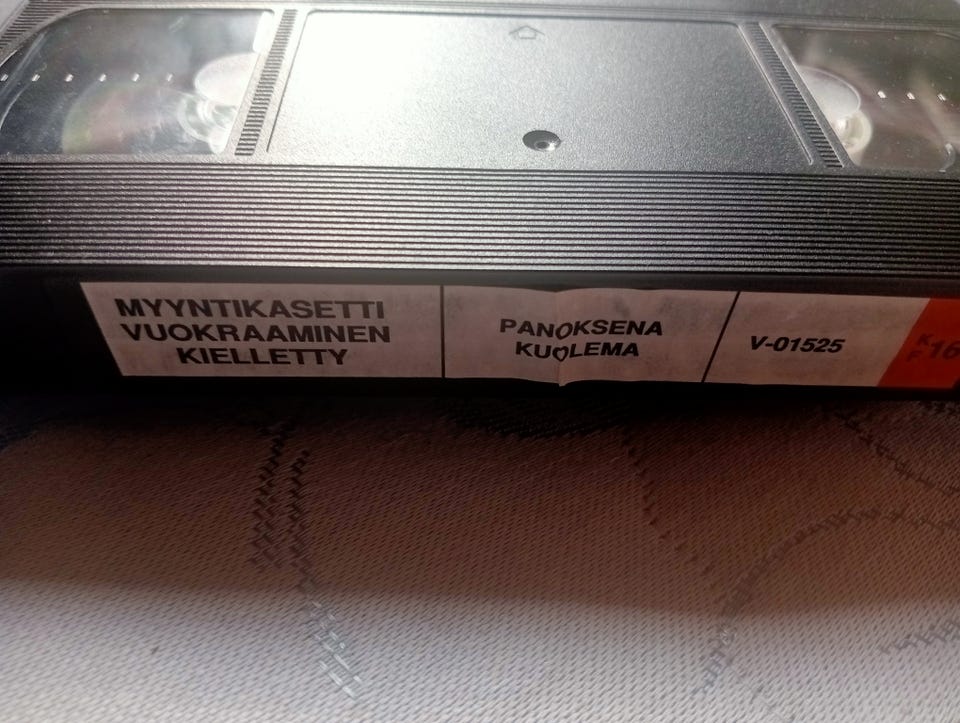 MYYNTIKASETTI
VUOKRAAMINEN
KIELLETTY
PANOKSENA
KUOLEMA
V-01525
K
F 16